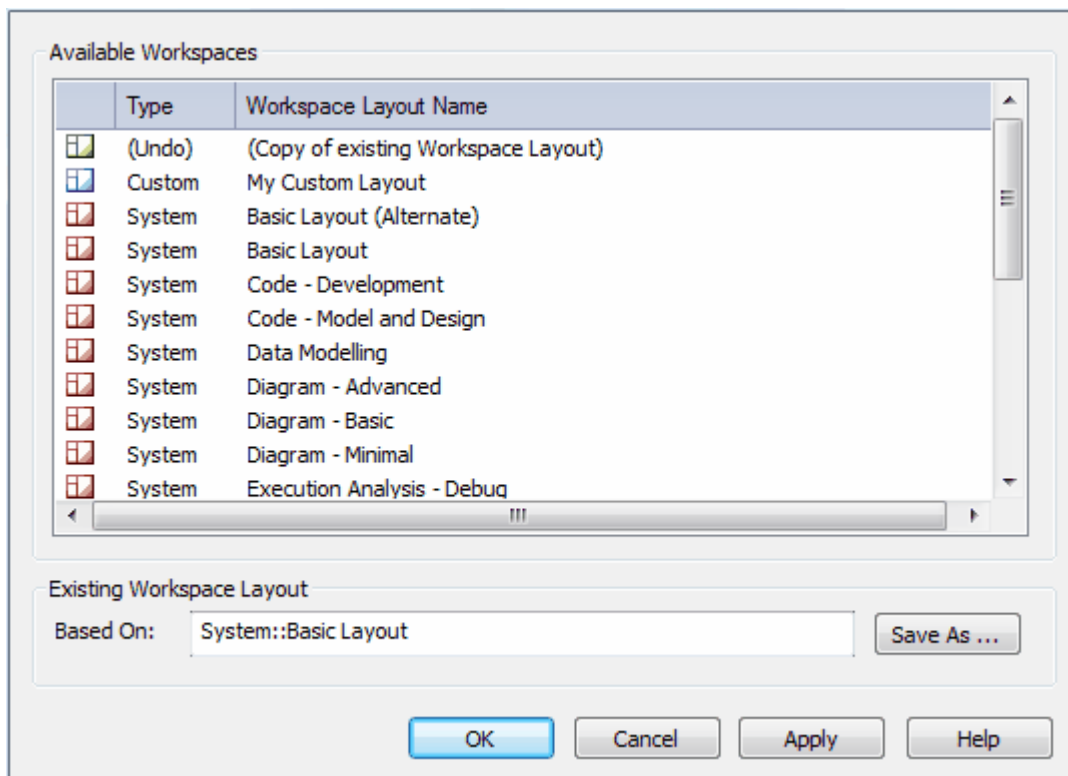 Available Workspaces
Type Workspace Layout Name
(Undo) (Copy of existing Workspace Layout)
Custom My Custom Layout
System Basic Layout (Alternate)
System Basic Layout
System Code - Development
System Code - Model and Design
System Data Modelling
System Diagram - Advanced
System Diagram - Basic
System Diagram - Minimal
System Execution Analysis - Debug
Existing Workspace Layout
Based On: System::Basic Layout Save As ...
OK Cancel Apply Help